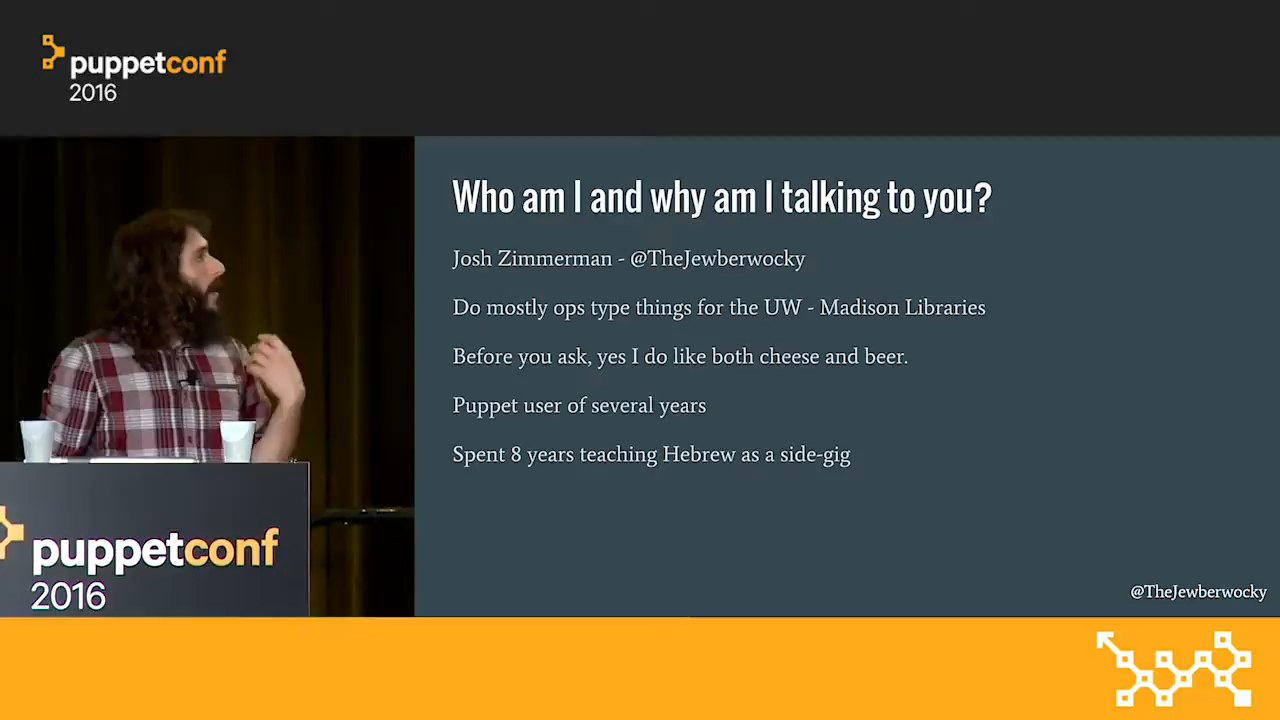 puppetconf
2016
Who am I and why am I talking to you?
Josh Zimmerman - @TheJewberwocky
Do mostly ops type things for the UW - Madison Libraries
Before you ask, yes I do like both cheese and beer.
Puppet user of several years
Spent 8 years teaching Hebrew as a side-gig
@TheJewberwocky
puppetconf
2016